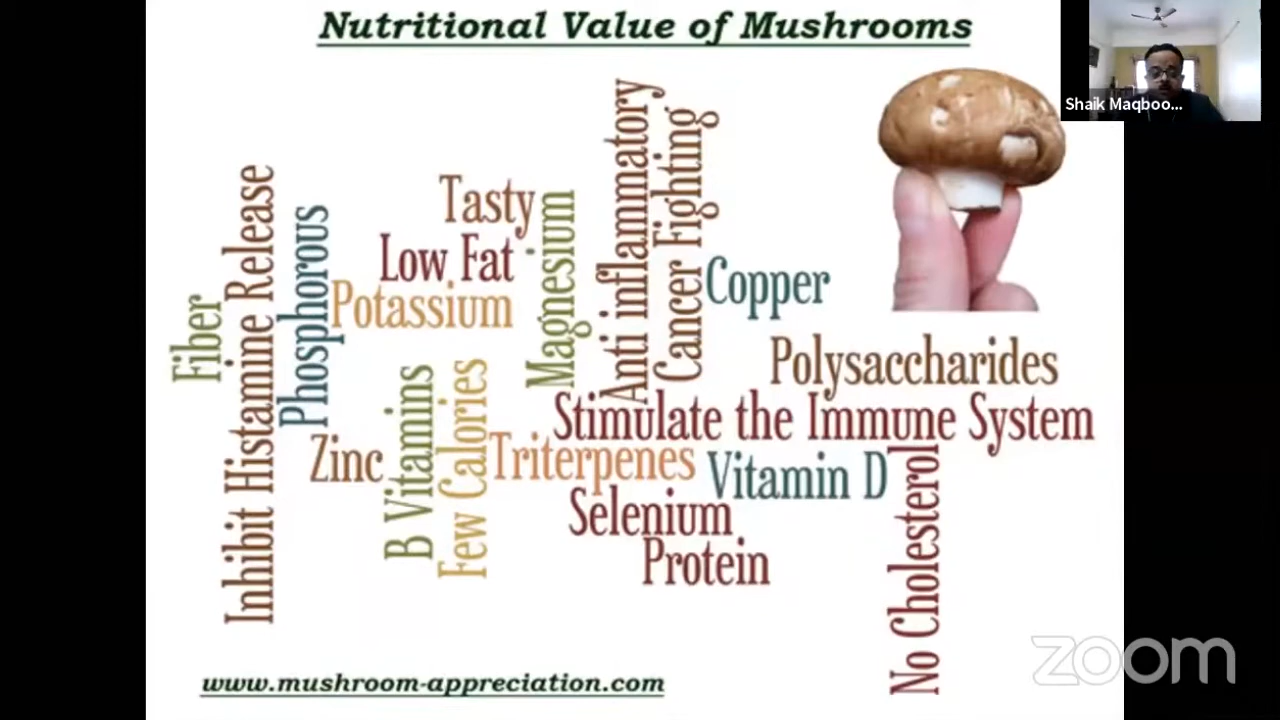 Nutritional Value of Mushrooms
Shaik Maqboo...
Fiber
Inhibit Histamine Release
Phosphorous
Tasty
Low Fat
Potassium
Magnesium
Anti inflammatory
Cancer Fighting
Copper
Polysaccharides
Stimulate the Immune System
Zinc
B Vitamins
Few Calories
Triterpenes
Vitamin D
Selenium
Protein
No Cholesterol
www.mushroom-appreciation.com
zoom